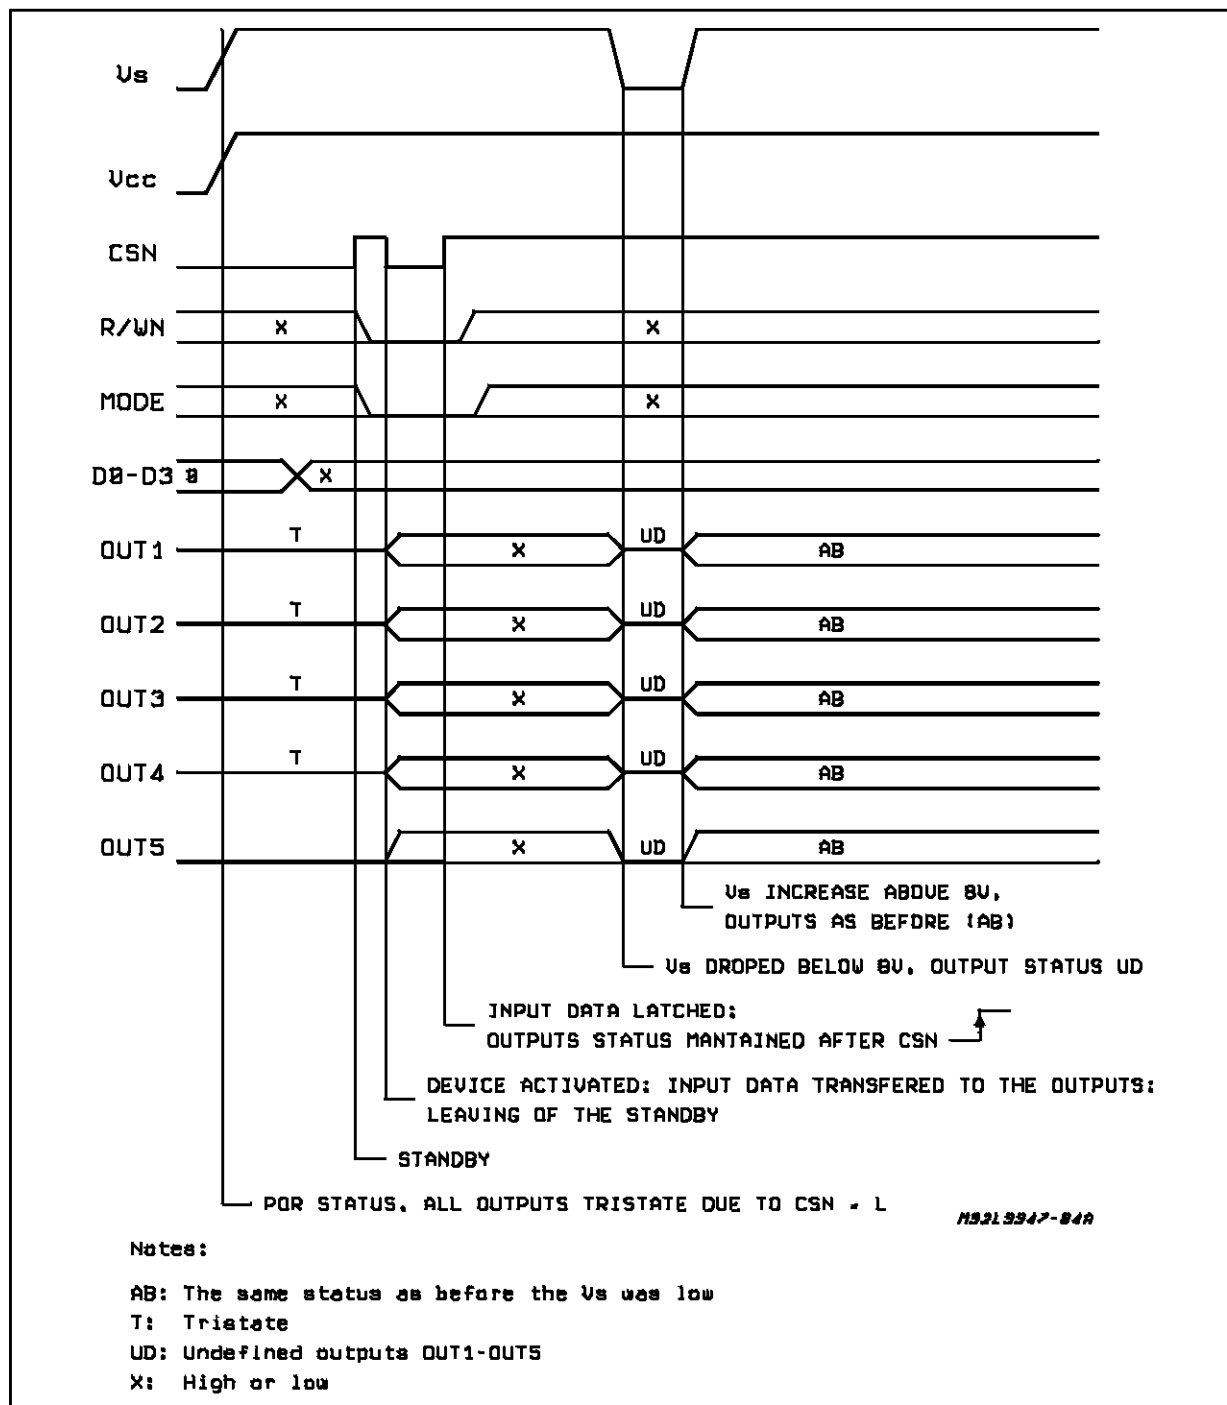 Vs
Vcc
CSN
R/WN X X
MODE X X
D0-D3 0 X
OUT1 T X UD AB
OUT2 T X UD AB
OUT3 T X UD AB
OUT4 T X UD AB
OUT5 X UD AB
Vs INCREASE ABOVE 8V,
OUTPUTS AS BEFORE (AB)
Vs DROPED BELOW 8V, OUTPUT STATUS UD
INPUT DATA LATCHED:
OUTPUTS STATUS MANTAINED AFTER CSN
DEVICE ACTIVATED: INPUT DATA TRANSFERED TO THE OUTPUTS:
LEAVING OF THE STANDBY
STANDBY
POR STATUS, ALL OUTPUTS TRISTATE DUE TO CSN = L
M92L9947-04A
Notes:
AB: The same status as before the Vs was low
T: Tristate
UD: Undefined outputs OUT1-OUT5
X: High or low